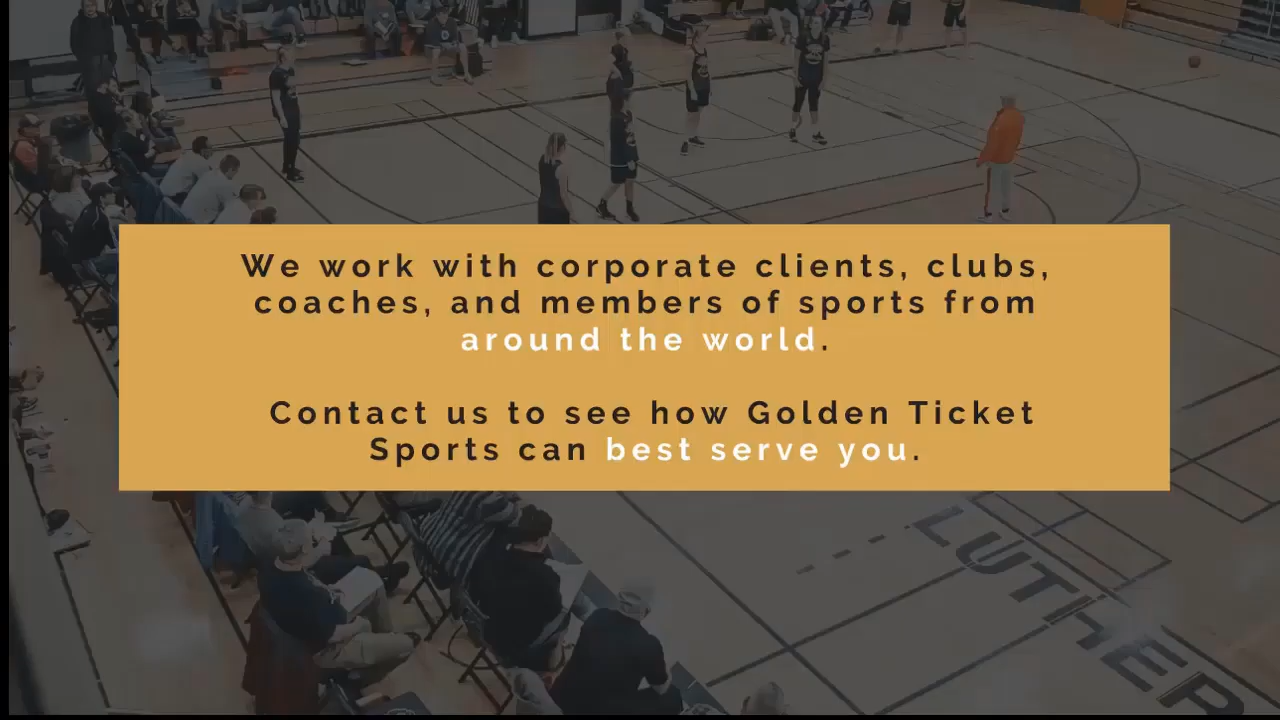 We work with corporate clients, clubs,
coaches, and members of sports from
around the world.
Contact us to see how Golden Ticket
Sports can best serve you.
LUTHER